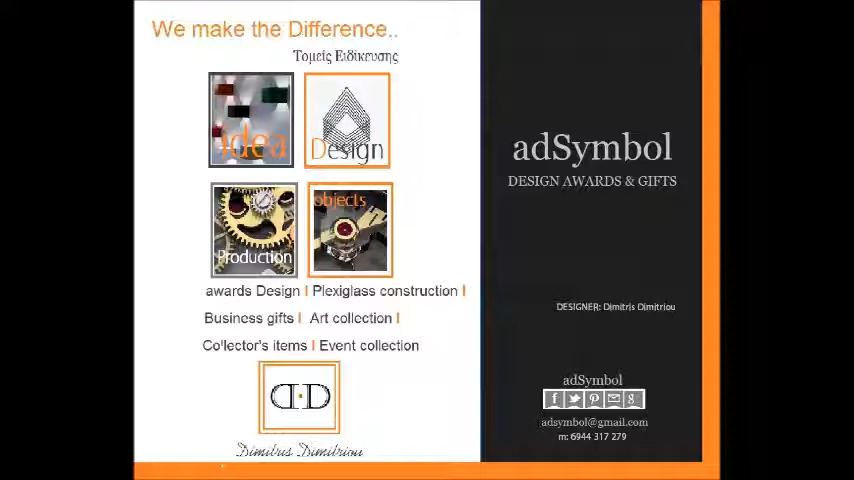 We make the Difference..
Τομείς Ειδίκευσης
idea
Design
Production
objects
awards Design I Plexiglass construction I
Business gifts I Art collection I
Collector's items I Event collection
D D
Dimitris Dimitriou
adSymbol
DESIGN AWARDS & GIFTS
DESIGNER: Dimitris Dimitriou
adSymbol
adsymbol@gmail.com
m: 6944 317 279